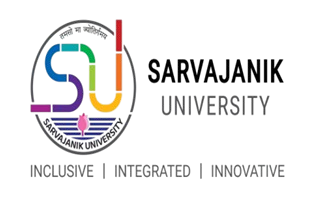 तमसो मा ज्योतिर्गमय
SU
SARVAJANIK UNIVERSITY
SARVAJANIK
UNIVERSITY
INCLUSIVE | INTEGRATED | INNOVATIVE